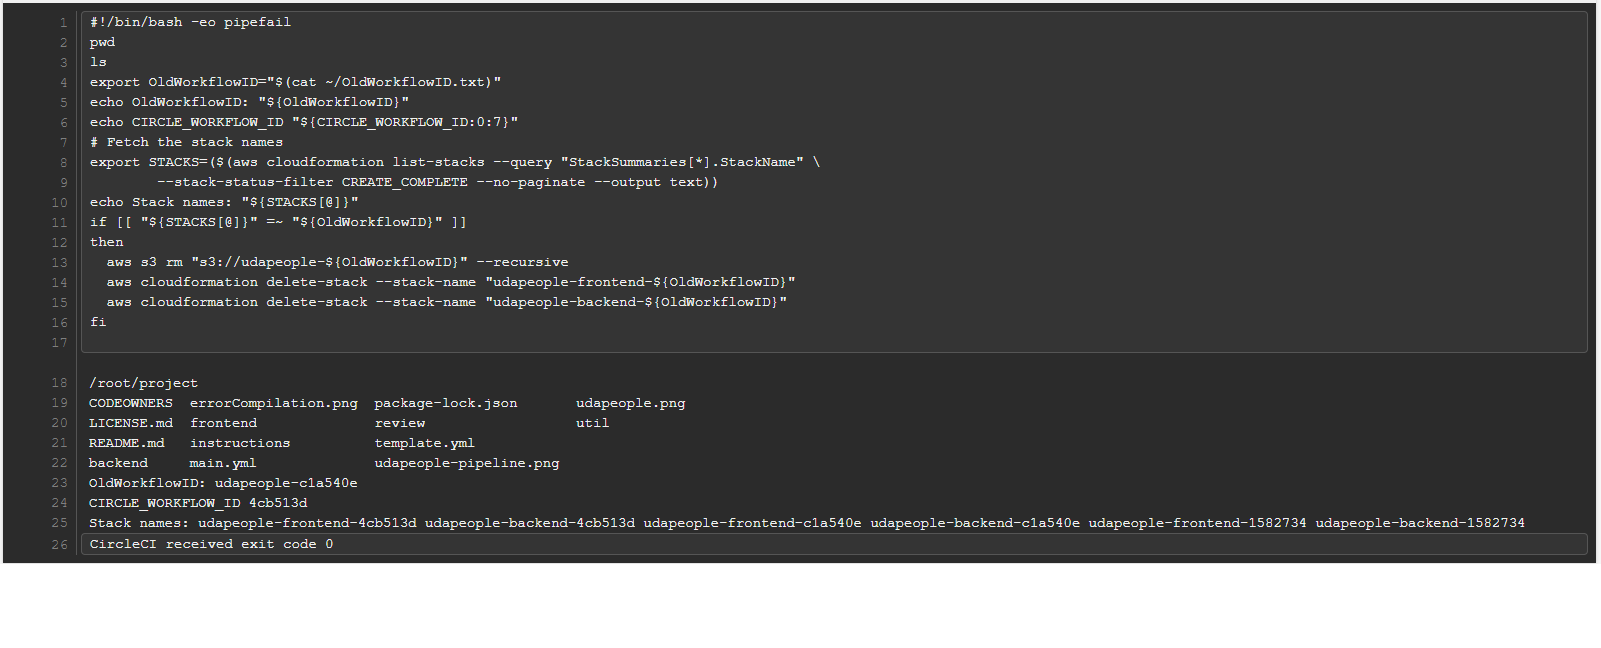 1 #!/bin/bash -eo pipefail
2 pwd
3 ls
4 export OldWorkflowID="$(cat ~/OldWorkflowID.txt)"
5 echo OldWorkflowID: "${OldWorkflowID}"
6 echo CIRCLE_WORKFLOW_ID "${CIRCLE_WORKFLOW_ID:0:7}"
7 # Fetch the stack names
8 export STACKS=($(aws cloudformation list-stacks --query "StackSummaries[*].StackName" \
9         --stack-status-filter CREATE_COMPLETE --no-paginate --output text))
10 echo Stack names: "${STACKS[@]}"
11 if [[ "${STACKS[@]}" =~ "${OldWorkflowID}" ]]
12 then
13   aws s3 rm "s3://udapeople-${OldWorkflowID}" --recursive
14   aws cloudformation delete-stack --stack-name "udapeople-frontend-${OldWorkflowID}"
15   aws cloudformation delete-stack --stack-name "udapeople-backend-${OldWorkflowID}"
16 fi
17
18 /root/project
19 CODEOWNERS  errorCompilation.png  package-lock.json       udapeople.png
20 LICENSE.md  frontend              review                  util
21 README.md   instructions          template.yml
22 backend     main.yml              udapeople-pipeline.png
23 OldWorkflowID: udapeople-c1a540e
24 CIRCLE_WORKFLOW_ID 4cb513d
25 Stack names: udapeople-frontend-4cb513d udapeople-backend-4cb513d udapeople-frontend-c1a540e udapeople-backend-c1a540e udapeople-frontend-1582734 udapeople-backend-1582734
26 CircleCI received exit code 0